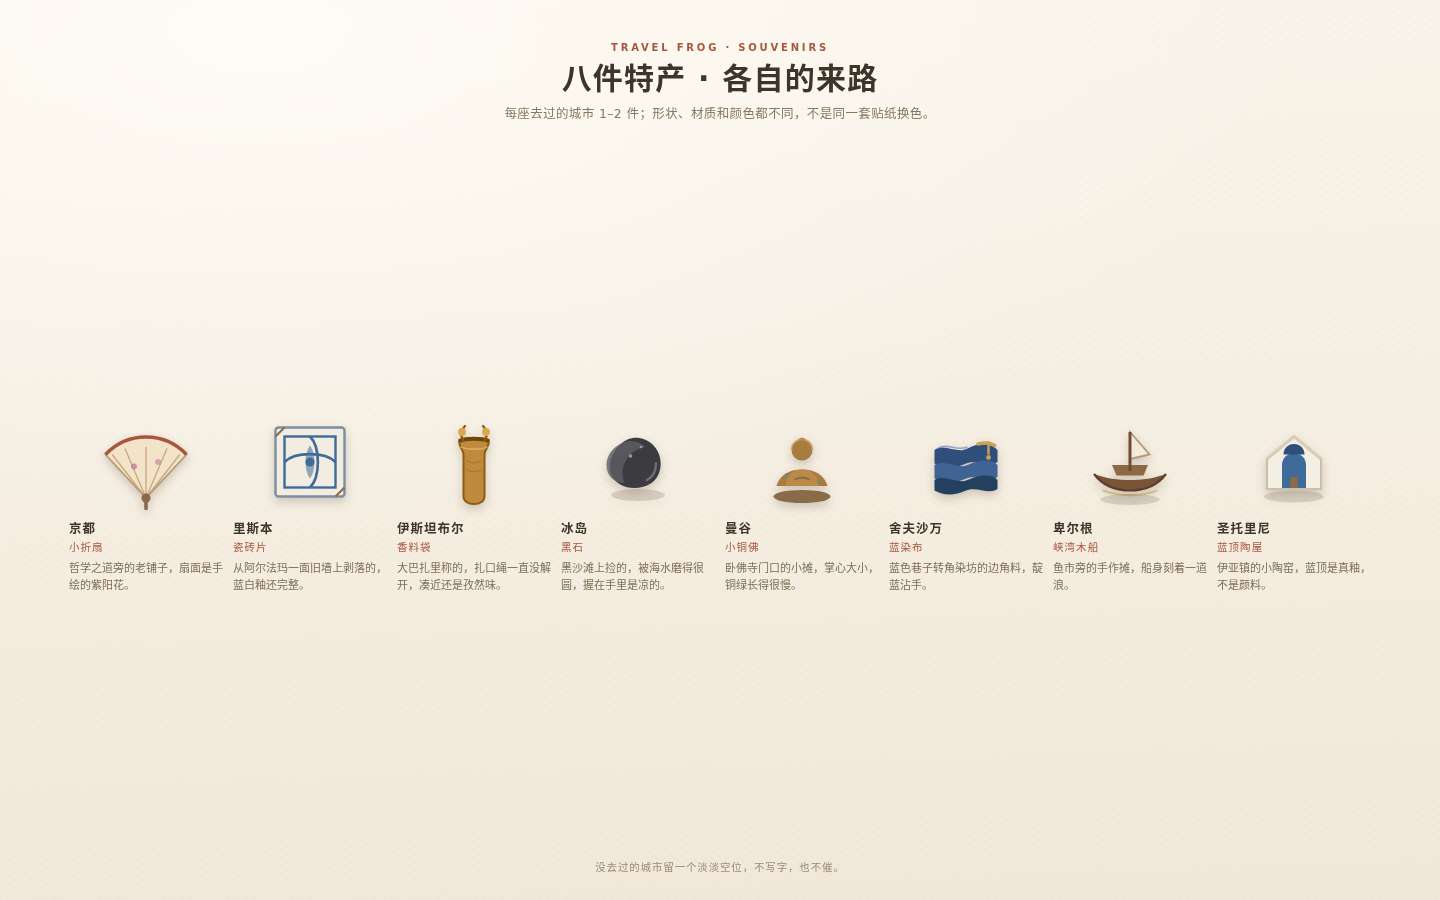 TRAVEL FROG · SOUVENIRS
八件特产 · 各自的来路
每座去过的城市 1–2 件；形状、材质和颜色都不同，不是同一套贴纸换色。
京都
小折扇
哲学之道旁的老铺子，扇面是手
绘的紫阳花。
里斯本
瓷砖片
从阿尔法玛一面旧墙上剥落的，
蓝白釉还完整。
伊斯坦布尔
香料袋
大巴扎里称的，扎口绳一直没解
开，凑近还是孜然味。
冰岛
黑石
黑沙滩上捡的，被海水磨得很
圆，握在手里是凉的。
曼谷
小铜佛
卧佛寺门口的小摊，掌心大小，
铜绿长得很慢。
舍夫沙万
蓝染布
蓝色巷子转角染坊的边角料，靛
蓝沾手。
卑尔根
峡湾木船
鱼市旁的手作摊，船身刻着一道
浪。
圣托里尼
蓝顶陶屋
伊亚镇的小陶窑，蓝顶是真釉，
不是颜料。
没去过的城市留一个淡淡空位，不写字，也不催。